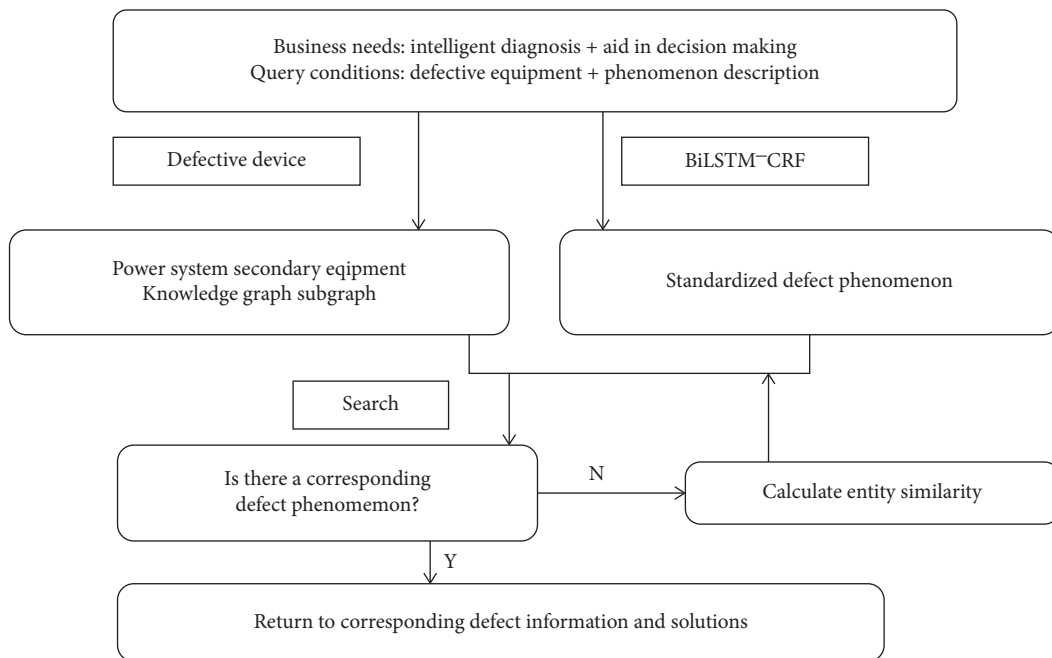 Business needs: intelligent diagnosis + aid in decision making
Query conditions: defective equipment + phenomenon description
Defective device
BiLSTM–CRF
Power system secondary eqipment
Knowledge graph subgraph
Standardized defect phenomenon
Search
Is there a corresponding
defect phenomemon?
N
Calculate entity similarity
Y
Return to corresponding defect information and solutions